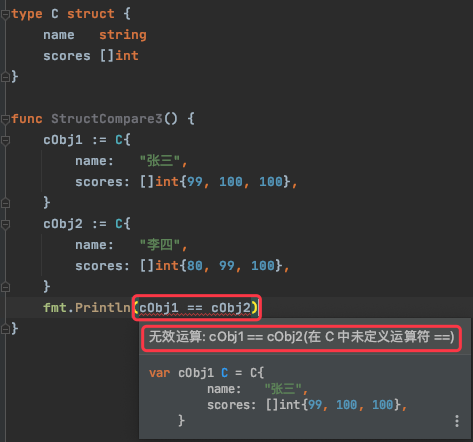 type C struct {
    name   string
    scores []int
}
func StructCompare3() {
    cObj1 := C{
        name:   "张三",
        scores: []int{99, 100, 100},
    }
    cObj2 := C{
        name:   "李四",
        scores: []int{80, 99, 100},
    }
    fmt.Println(cObj1 == cObj2)
}
无效运算: cObj1 == cObj2(在 C 中未定义运算符 ==)
var cObj1 C = C{
    name:   "张三",
    scores: []int{99, 100, 100},
}